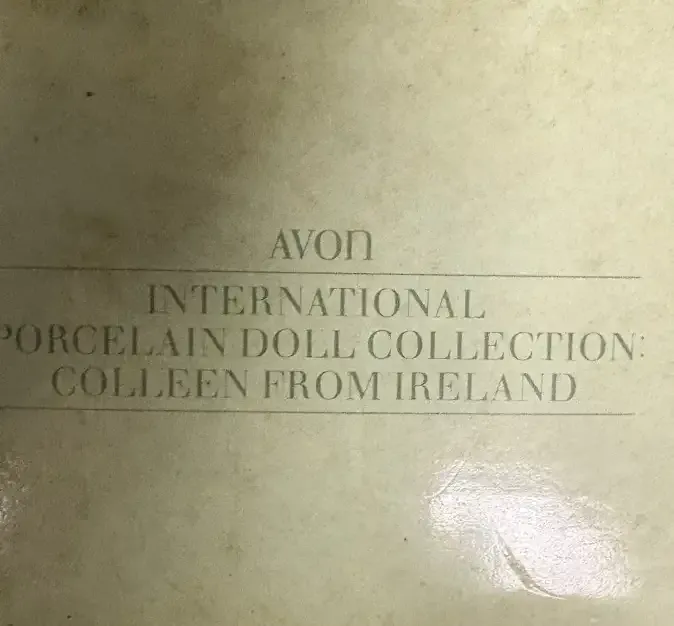 AVON
INTERNATIONAL
PORCELAIN DOLL COLLECTION:
COLLEEN FROM IRELAND